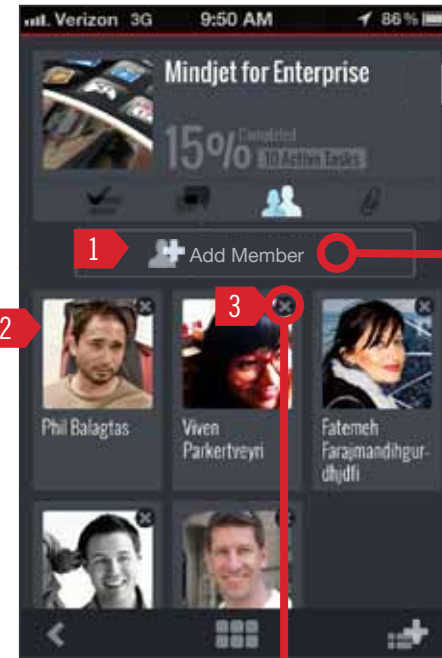 Verizon 3G 9:50 AM 86%
Mindjet for Enterprise
15% Completed
10 Active Tasks
1 Add Member
2
3
Phil Balagtas
Viven
Parkertveyri
Fatemeh
Farajmandihgur-
dhjdfi